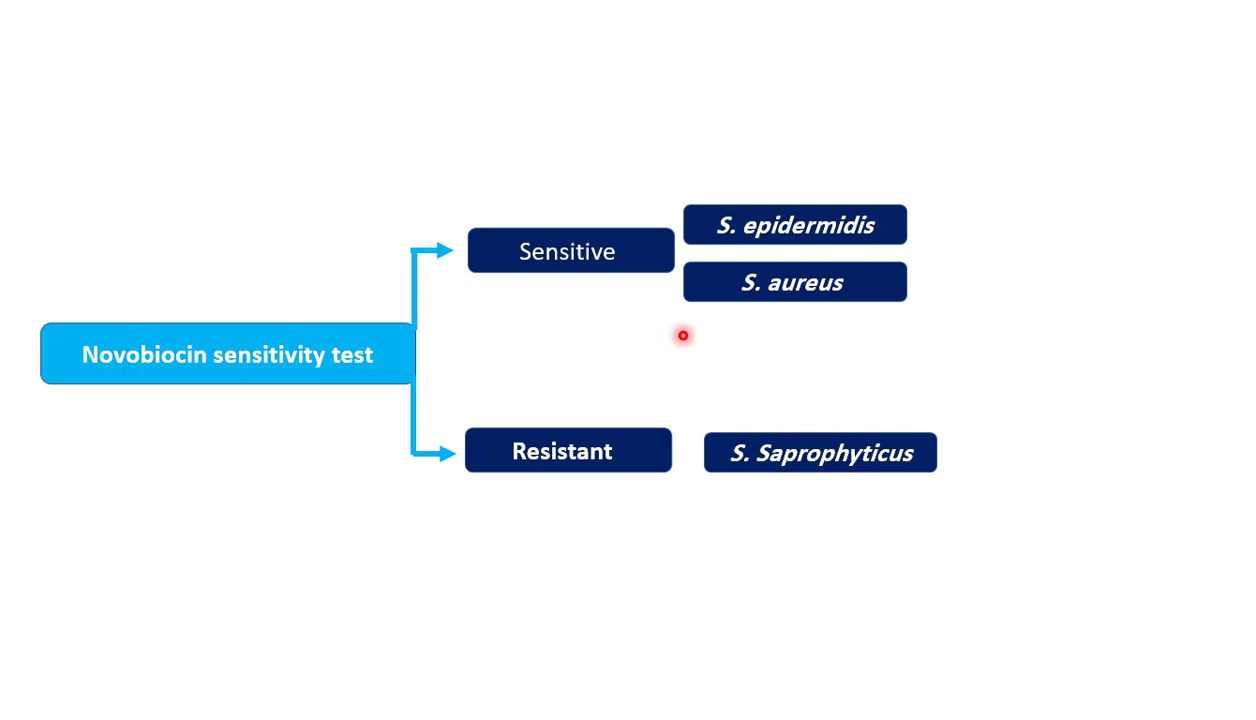 S. epidermidis
Sensitive
S. aureus
Novobiocin sensitivity test
Resistant
S. Saprophyticus